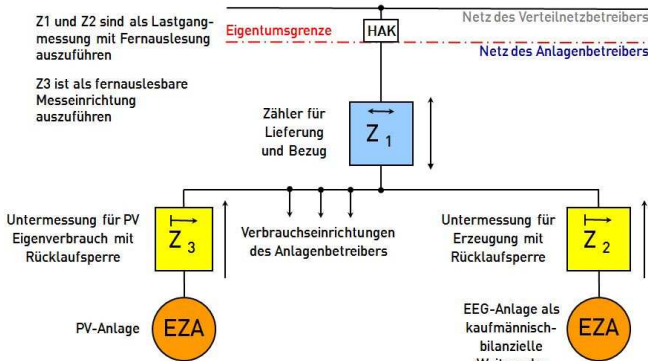 Z1 und Z2 sind als Lastgang-
messung mit Fernauslesung
auszuführen
Z3 ist als fernauslesbare
Messeinrichtung
auszuführen
Eigentumsgrenze
HAK
Netz des Verteilnetzbetreibers
Netz des Anlagenbetreibers
Zähler für
Lieferung
und Bezug
Z 1
Untermessung für PV
Eigenverbrauch mit
Rücklaufsperre
Z 3
Verbrauchseinrichtungen
des Anlagenbetreibers
Untermessung für
Erzeugung mit
Rücklaufsperre
Z 2
PV-Anlage
EZA
EEG-Anlage als
kaufmännisch-
bilanzielle
EZA